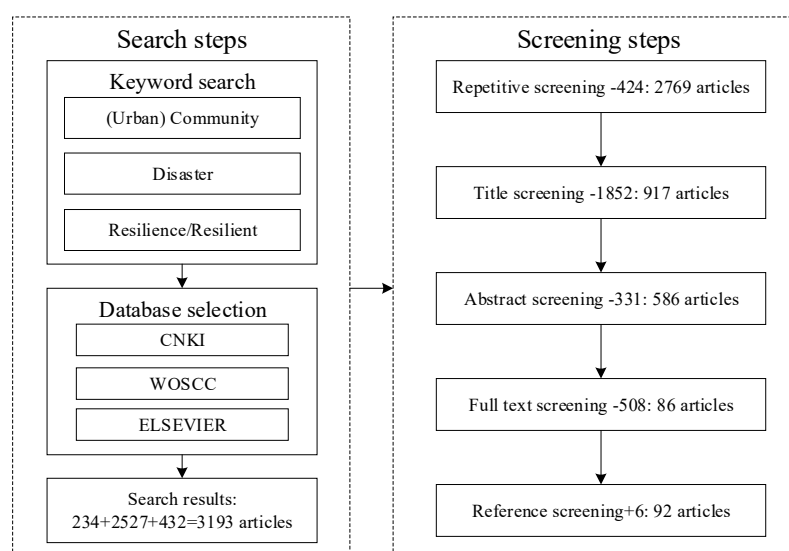 Search steps
Keyword search
(Urban) Community
Disaster
Resilience/Resilient
Database selection
CNKI
WOSCC
ELSEVIER
Search results:
234+2527+432=3193 articles
Screening steps
Repetitive screening -424: 2769 articles
Title screening -1852: 917 articles
Abstract screening -331: 586 articles
Full text screening -508: 86 articles
Reference screening+6: 92 articles